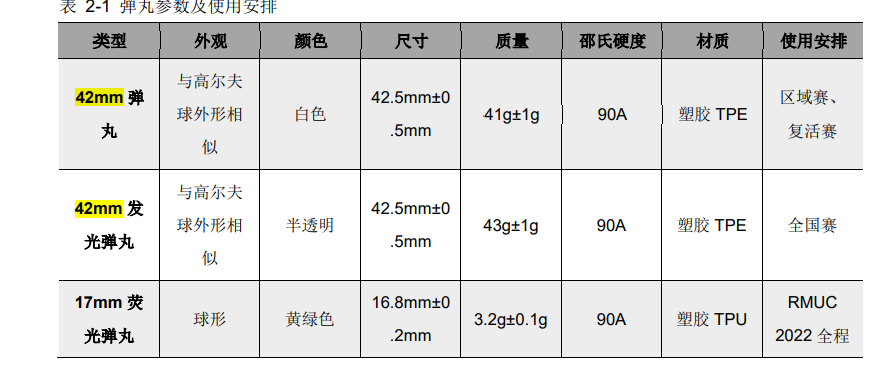 表 2-1 弹丸参数及使用安排
类型 外观 颜色 尺寸 质量 邵氏硬度 材质 使用安排
42mm 弹
丸
与高尔夫
球外形相
似
白色
42.5mm±0
.5mm
41g±1g
90A
塑胶 TPE
区域赛、
复活赛
42mm 发
光弹丸
与高尔夫
球外形相
似
半透明
42.5mm±0
.5mm
43g±1g
90A
塑胶 TPE
全国赛
17mm 荧
光弹丸
球形
黄绿色
16.8mm±0
.2mm
3.2g±0.1g
90A
塑胶 TPU
RMUC
2022 全程